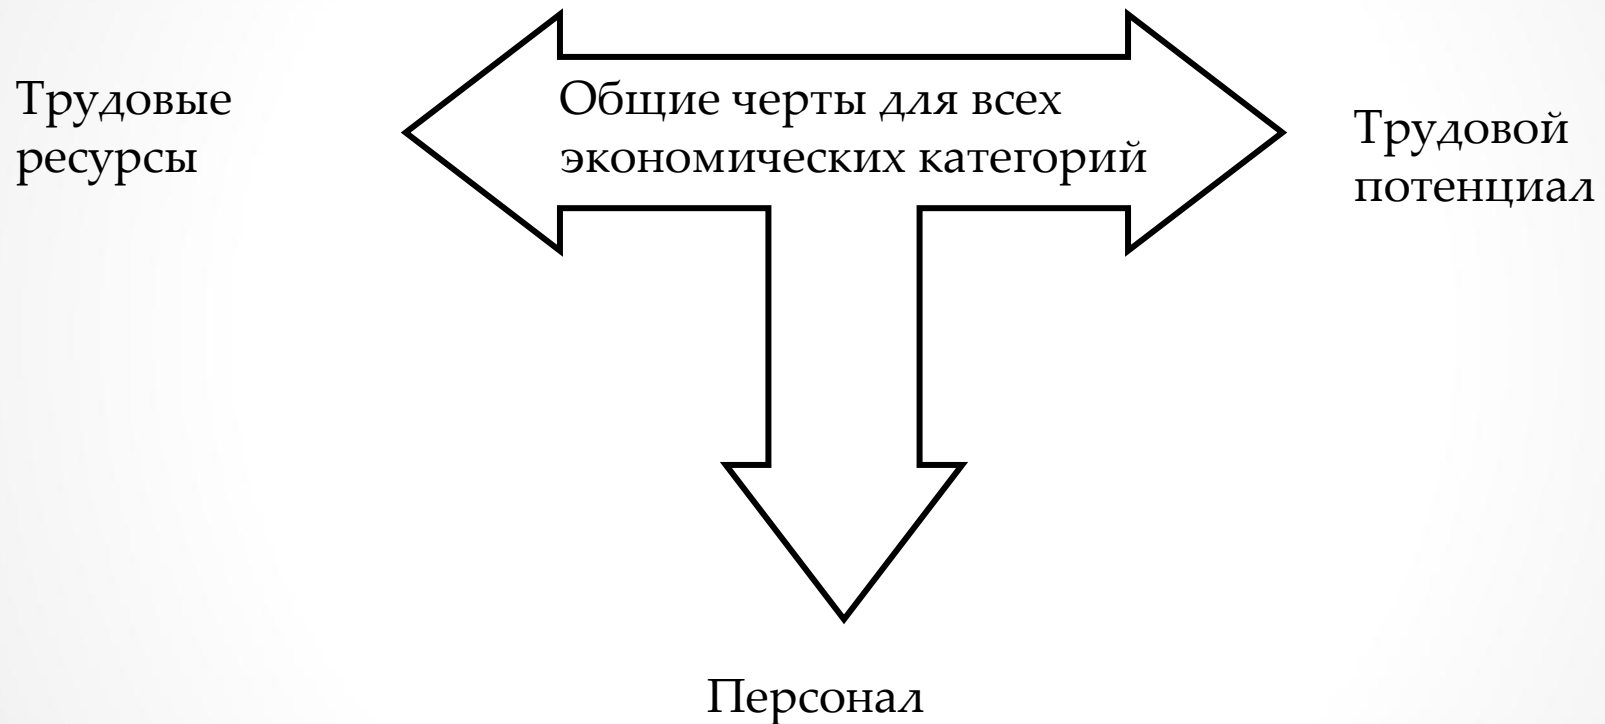 Трудовые
ресурсы
Общие черты для всех
экономических категорий
Трудовой
потенциал
Персонал